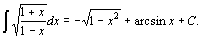 ∫√((1 + x)/(1 − x)) dx = −√(1 − x²) + arcsin x + C.